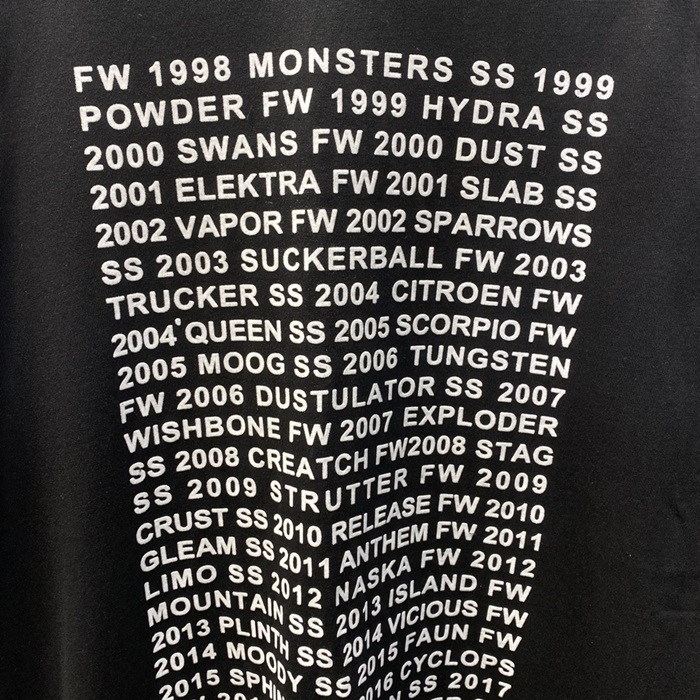 FW 1998 MONSTERS SS 1999
POWDER FW 1999 HYDRA SS
2000 SWANS FW 2000 DUST SS
2001 ELEKTRA FW 2001 SLAB SS
2002 VAPOR FW 2002 SPARROWS
SS 2003 SUCKERBALL FW 2003
TRUCKER SS 2004 CITROEN FW
2004 QUEEN SS 2005 SCORPIO FW
2005 MOOG SS 2006 TUNGSTEN
FW 2006 DUSTULATOR SS 2007
WISHBONE FW 2007 EXPLODER
SS 2008 CREATCH FW2008 STAG
SS 2009 STRUTTER FW 2009
CRUST SS 2010 RELEASE FW 2010
GLEAM SS 2011 ANTHEM FW 2011
LIMO SS 2012 NASKA FW 2012
MOUNTAIN SS 2013 ISLAND FW
2013 PLINTH SS 2014 VICIOUS FW
2014 MOODY SS 2015 FAUN FW
2015 CYCLOPS
SS 2017